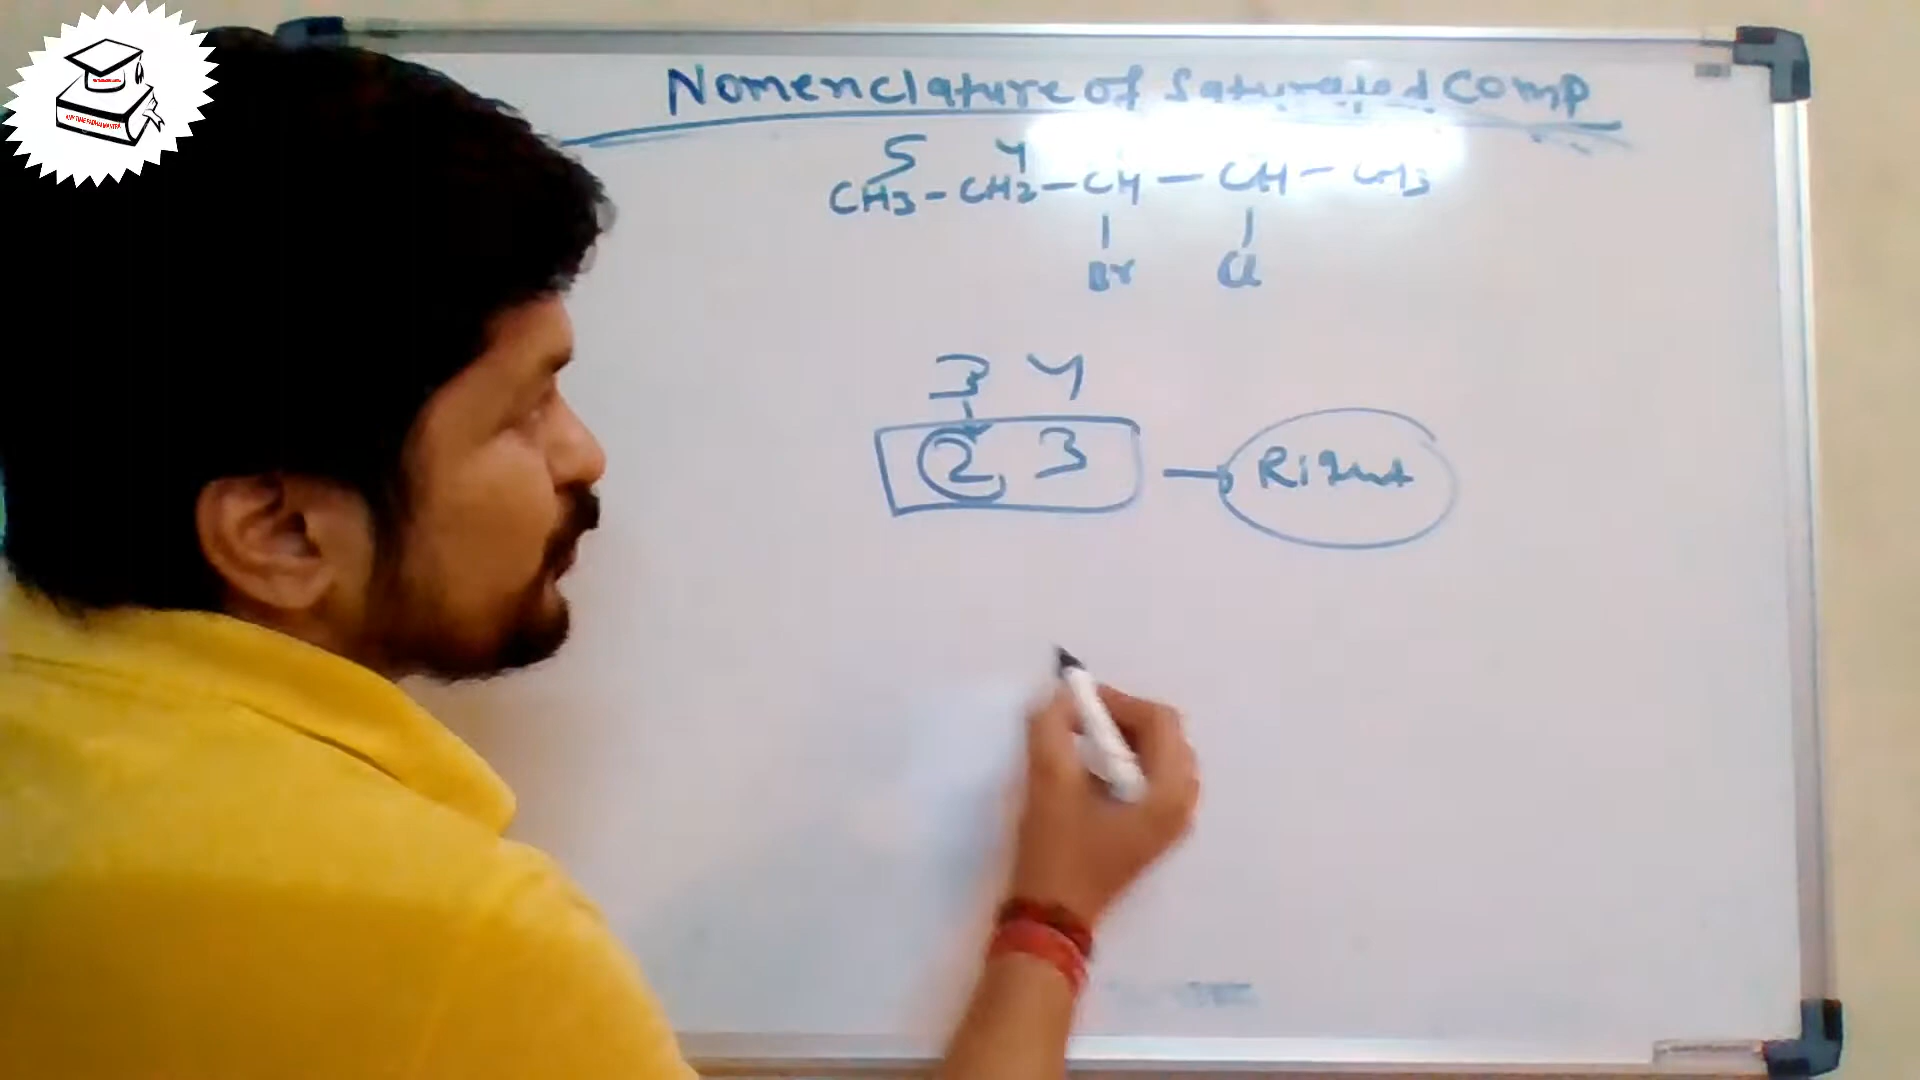 Nomenclature of Saturated Comp
5 4
CH3 - CH2 - CH - CH - CH3
Br Cl
3 4
2 3 Right